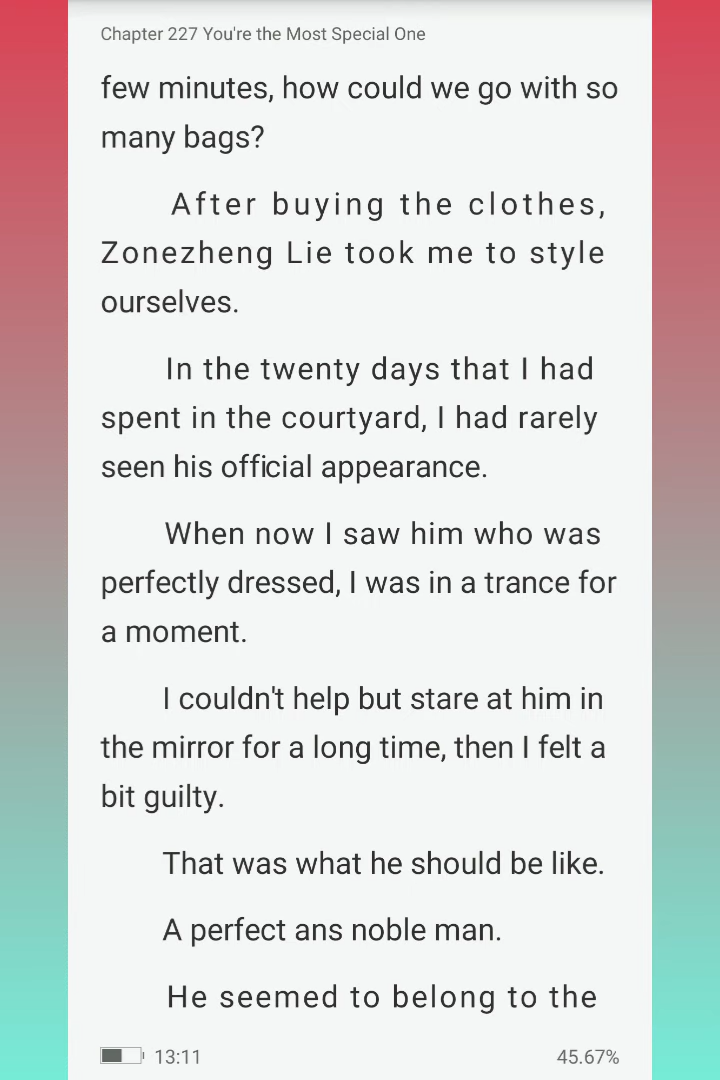 Chapter 227 You're the Most Special One
few minutes, how could we go with so
many bags?
After buying the clothes,
Zonezheng Lie took me to style
ourselves.
In the twenty days that I had
spent in the courtyard, I had rarely
seen his official appearance.
When now I saw him who was
perfectly dressed, I was in a trance for
a moment.
I couldn't help but stare at him in
the mirror for a long time, then I felt a
bit guilty.
That was what he should be like.
A perfect ans noble man.
He seemed to belong to the
13:11
45.67%